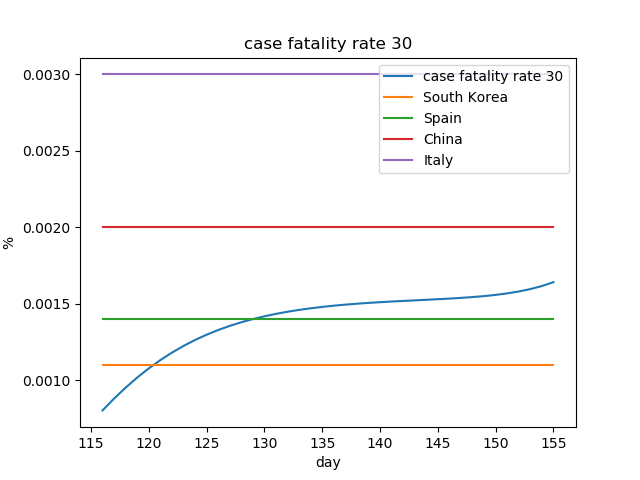 case fatality rate 30
0.0030
0.0025
0.0020
0.0015
0.0010
%
case fatality rate 30
South Korea
Spain
China
Italy
115 120 125 130 135 140 145 150 155
day